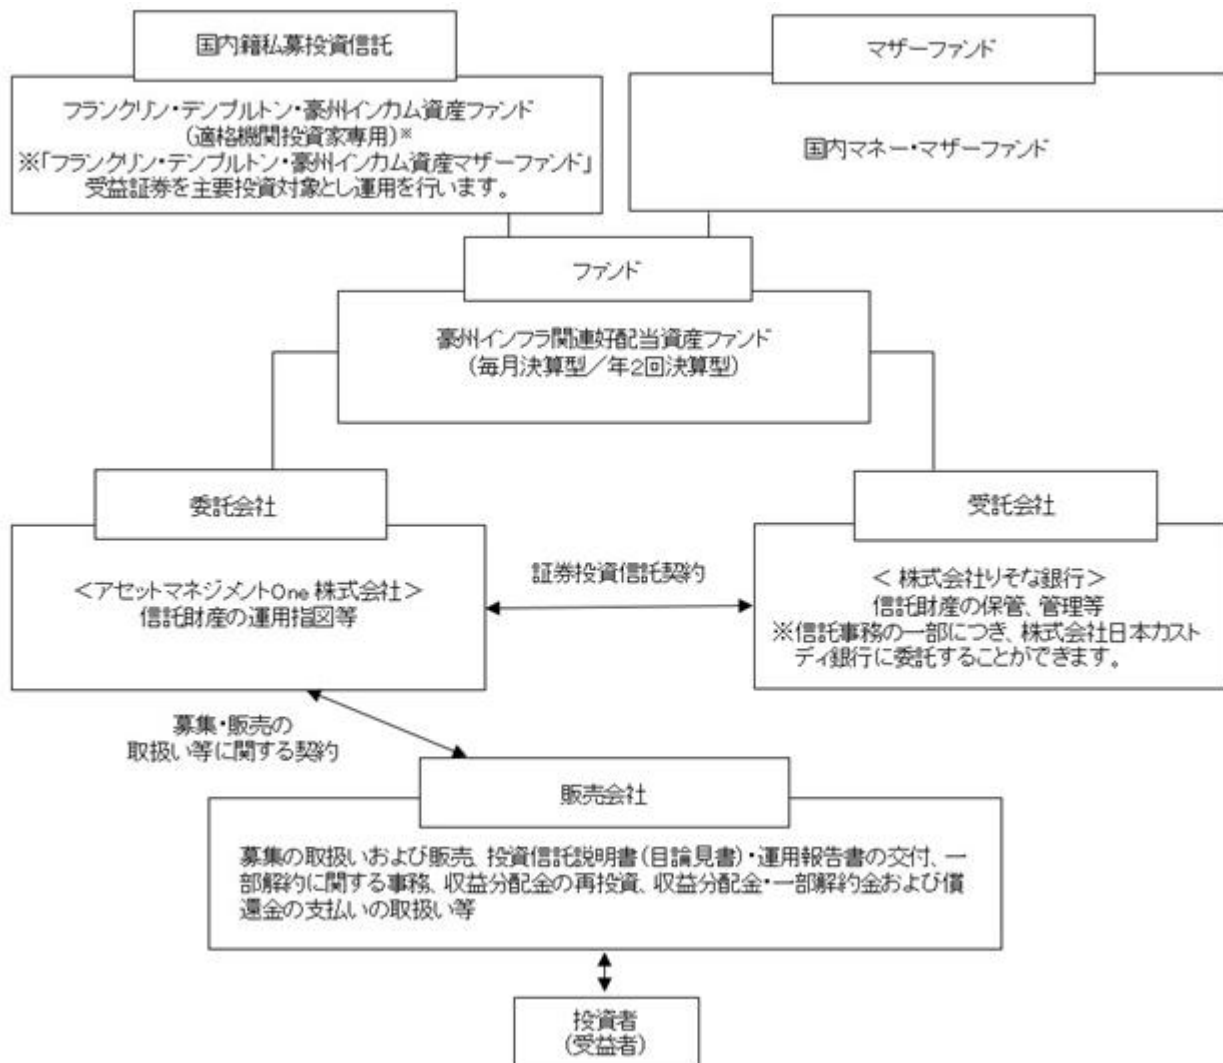 国内籍私募投資信託
フランクリン・テンプルトン・豪州インカム資産ファンド
(適格機関投資家専用)※
※「フランクリン・テンプルトン・豪州インカム資産マザーファンド」
受益証券を主要投資対象とし運用を行います。
マザーファンド
国内マネー・マザーファンド
ファンド
豪州インフラ関連好配当資産ファンド
(毎月決算型/年2回決算型)
委託会社
<アセットマネジメントOne 株式会社>
信託財産の運用指図等
証券投資信託契約
受託会社
< 株式会社りそな銀行>
信託財産の保管、管理等
※信託事務の一部につき、株式会社日本カスト
ディ銀行に委託することができます。
募集・販売の
取扱い等に関する契約
販売会社
募集の取扱いおよび販売、投資信託説明書(目論見書)・運用報告書の交付、一
部解約に関する事務、収益分配金の再投資、収益分配金・一部解約金および償
還金の支払いの取扱い等
投資者
(受益者)